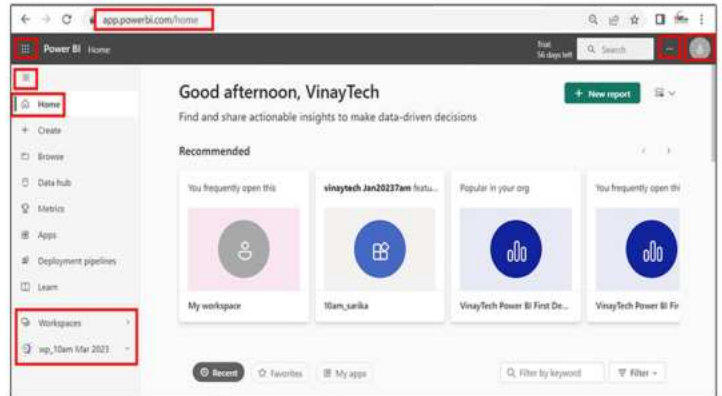 app.powerbi.com/home
Power BI Home
Trial
56 days left
Search
Home
Create
Browse
Data hub
Metrics
Apps
Deployment pipelines
Learn
Workspaces
wp_10am Mar 2023
Good afternoon, VinayTech
+ New report
Find and share actionable insights to make data-driven decisions
Recommended
You frequently open this
My workspace
vinaytech Jan20237am featu...
10am_sarika
Popular in your org
VinayTech Power BI First De...
You frequently open thi
VinayTech Power BI Fir
Recent
Favorites
My apps
Filter by keyword
Filter